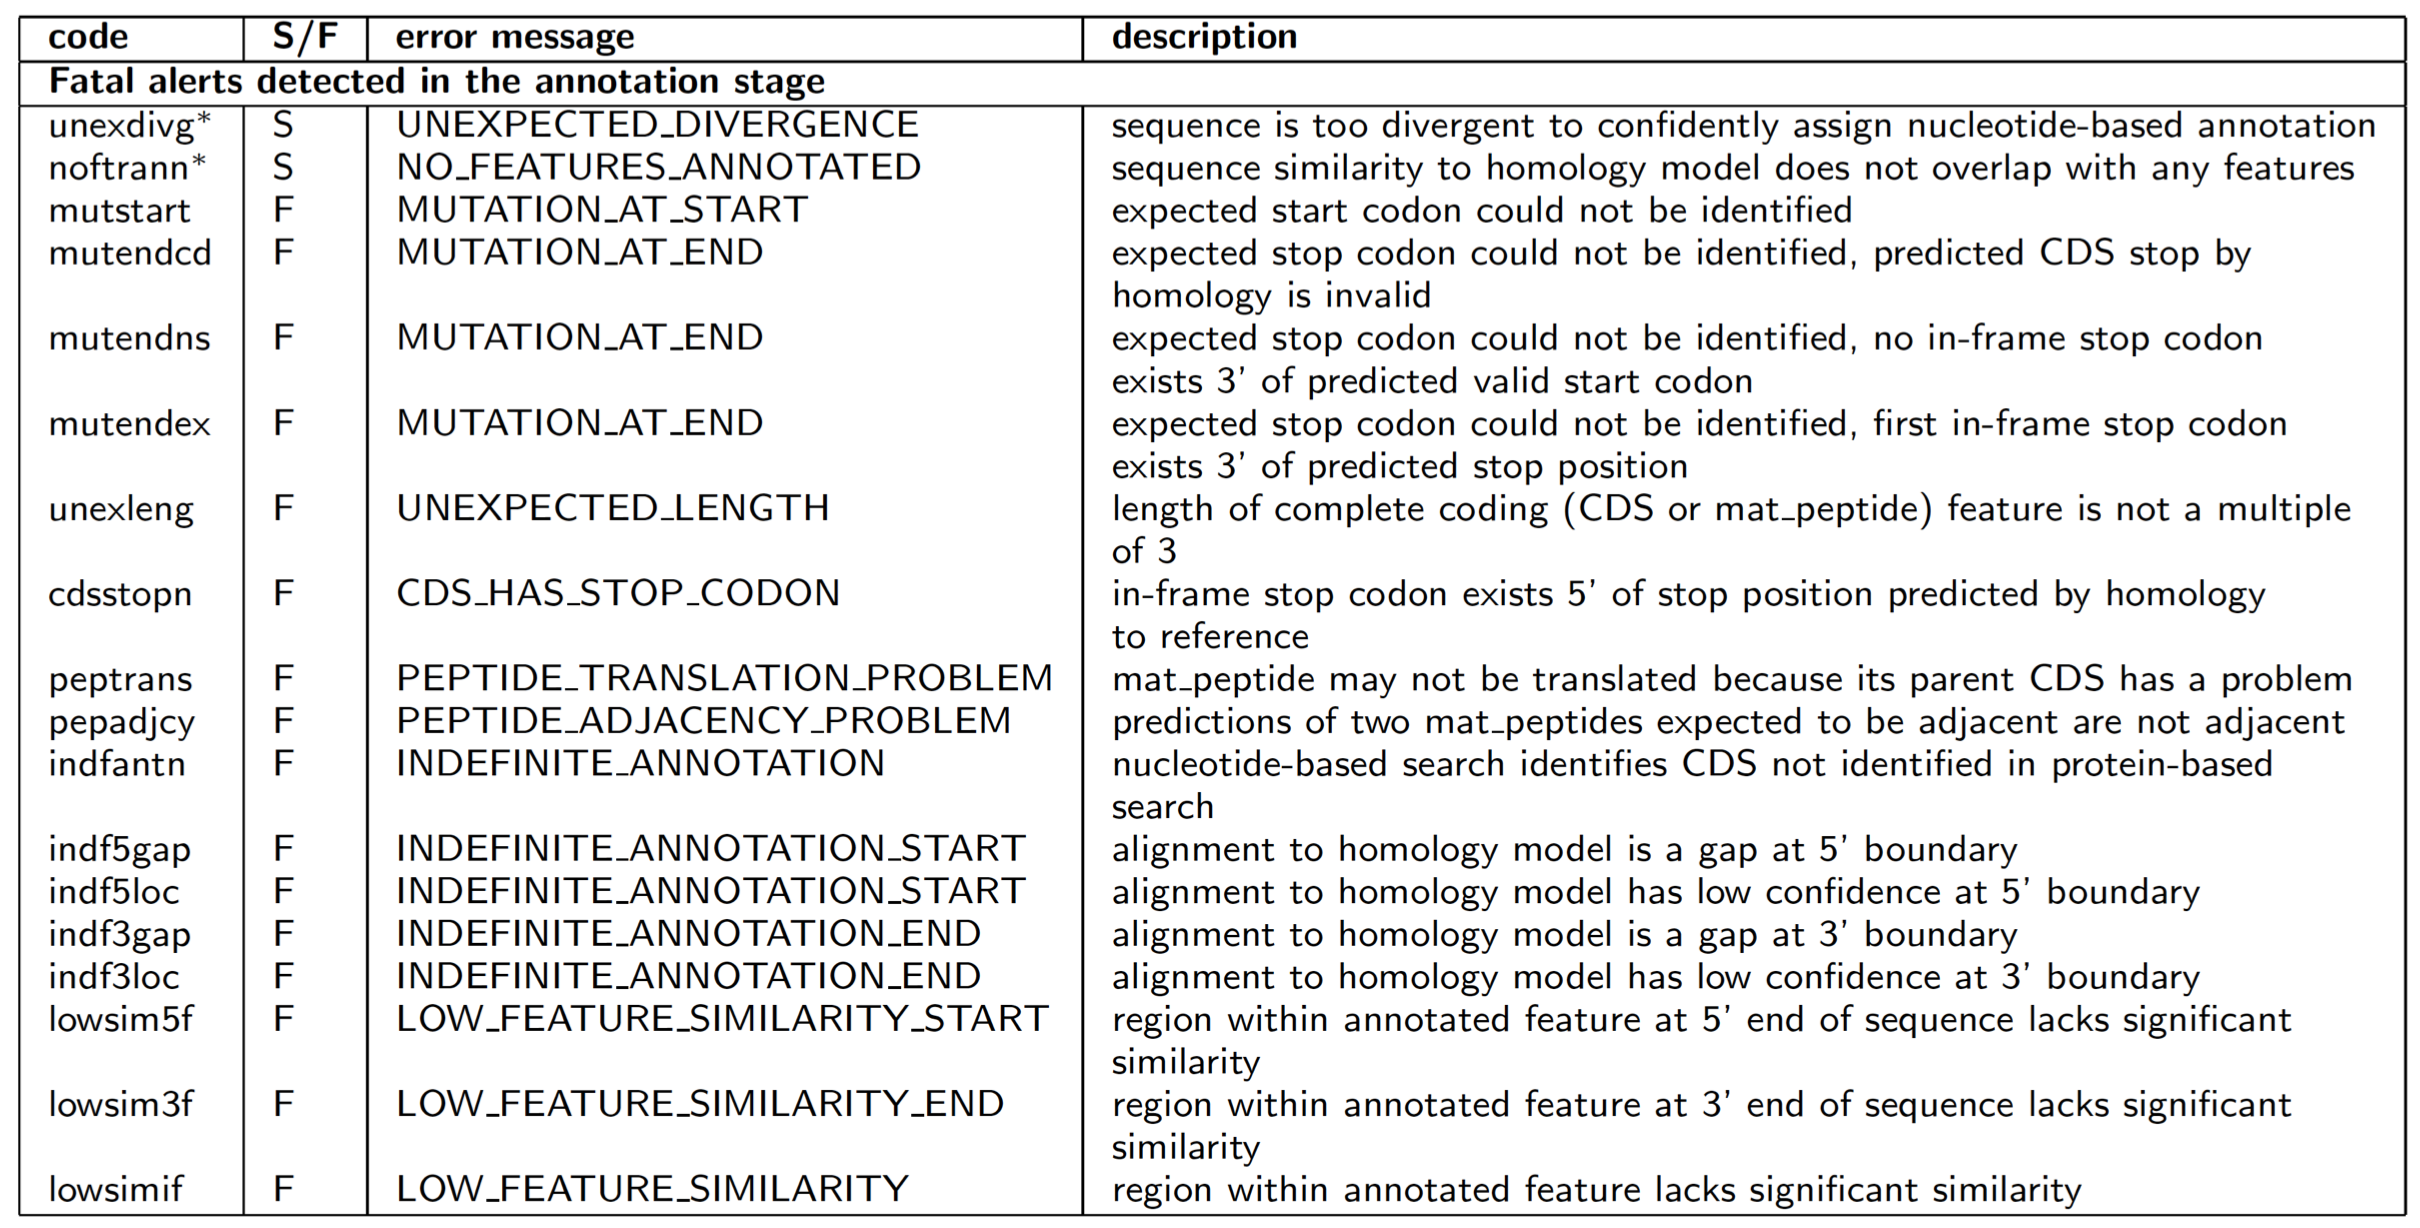 code S/F error message description
Fatal alerts detected in the annotation stage
unexdivg* S UNEXPECTED_DIVERGENCE sequence is too divergent to confidently assign nucleotide-based annotation
noftrann* S NO_FEATURES_ANNOTATED sequence similarity to homology model does not overlap with any features
mutstart F MUTATION_AT_START expected start codon could not be identified
mutendcd F MUTATION_AT_END expected stop codon could not be identified, predicted CDS stop by
homology is invalid
mutendns F MUTATION_AT_END expected stop codon could not be identified, no in-frame stop codon
exists 3' of predicted valid start codon
mutendex F MUTATION_AT_END expected stop codon could not be identified, first in-frame stop codon
exists 3' of predicted stop position
unexleng F UNEXPECTED_LENGTH length of complete coding (CDS or mat_peptide) feature is not a multiple
of 3
cdsstopn F CDS_HAS_STOP_CODON in-frame stop codon exists 5' of stop position predicted by homology
to reference
peptrans F PEPTIDE_TRANSLATION_PROBLEM mat_peptide may not be translated because its parent CDS has a problem
pepadjcy F PEPTIDE_ADJACENCY_PROBLEM predictions of two mat_peptides expected to be adjacent are not adjacent
indfantn F INDEFINITE_ANNOTATION nucleotide-based search identifies CDS not identified in protein-based
search
indf5gap F INDEFINITE_ANNOTATION_START alignment to homology model is a gap at 5' boundary
indf5loc F INDEFINITE_ANNOTATION_START alignment to homology model has low confidence at 5' boundary
indf3gap F INDEFINITE_ANNOTATION_END alignment to homology model is a gap at 3' boundary
indf3loc F INDEFINITE_ANNOTATION_END alignment to homology model has low confidence at 3' boundary
lowsim5f F LOW_FEATURE_SIMILARITY_START region within annotated feature at 5' end of sequence lacks significant
similarity
lowsim3f F LOW_FEATURE_SIMILARITY_END region within annotated feature at 3' end of sequence lacks significant
similarity
lowsimif F LOW_FEATURE_SIMILARITY region within annotated feature lacks significant similarity